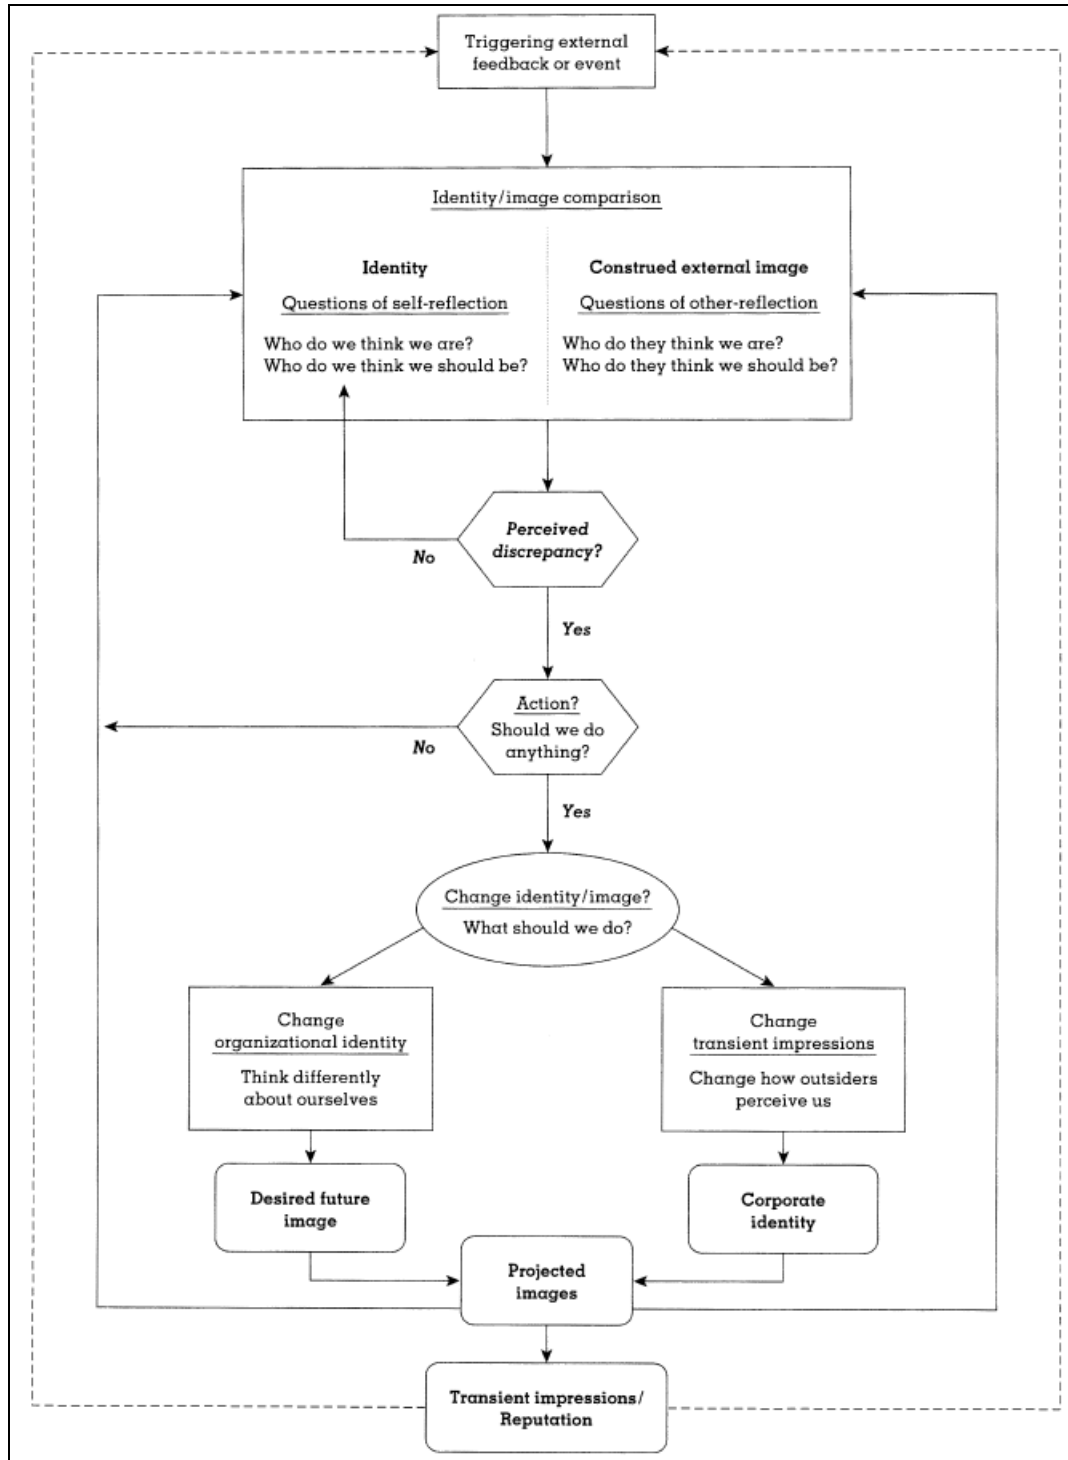 Triggering external
feedback or event
Identity/image comparison
Identity
Questions of self-reflection
Who do we think we are?
Who do we think we should be?
Construed external image
Questions of other-reflection
Who do they think we are?
Who do they think we should be?
Perceived
discrepancy?
No
Yes
Action?
Should we do
anything?
No
Yes
Change identity/image?
What should we do?
Change
organizational identity
Think differently
about ourselves
Change
transient impressions
Change how outsiders
perceive us
Desired future
image
Corporate
identity
Projected
images
Transient impressions/
Reputation